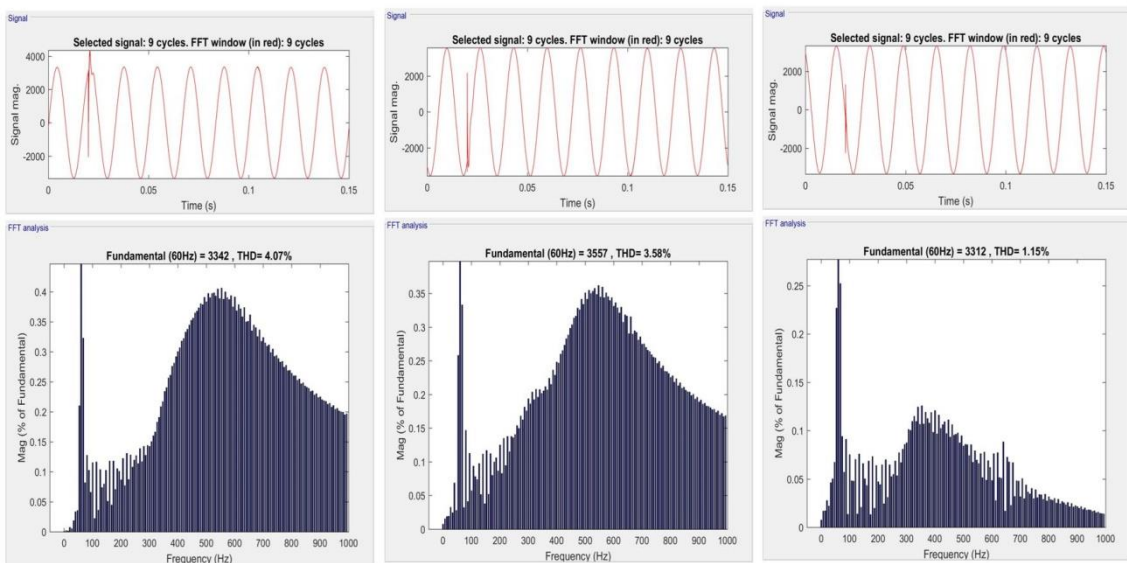 Signal
Selected signal: 9 cycles. FFT window (in red): 9 cycles
4000
2000
0
-2000
Signal mag.
0 0.05 0.1 0.15
Time (s)
FFT analysis
Fundamental (60Hz) = 3342 , THD= 4.07%
0.4
0.35
0.3
0.25
0.2
0.15
0.1
0.05
0
Mag (% of Fundamental)
0 100 200 300 400 500 600 700 800 900 1000
Frequency (Hz)
Signal
Selected signal: 9 cycles. FFT window (in red): 9 cycles
2000
0
-2000
Signal mag.
0 0.05 0.1 0.15
Time (s)
FFT analysis
Fundamental (60Hz) = 3557 , THD= 3.58%
0.35
0.3
0.25
0.2
0.15
0.1
0.05
0
Mag (% of Fundamental)
0 100 200 300 400 500 600 700 800 900 1000
Frequency (Hz)
Signal
Selected signal: 9 cycles. FFT window (in red): 9 cycles
2000
0
-2000
Signal mag.
0 0.05 0.1 0.15
Time (s)
FFT analysis
Fundamental (60Hz) = 3312 , THD= 1.15%
0.25
0.2
0.15
0.1
0.05
0
Mag (% of Fundamental)
0 100 200 300 400 500 600 700 800 900 1000
Frequency (Hz)